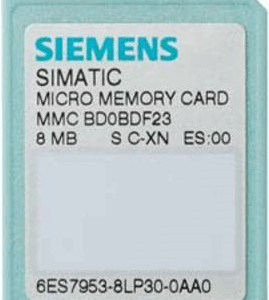 SIEMENS
SIMATIC
MICRO MEMORY CARD
MMC BD0BDF23
8 MB S C-XN ES:00
6ES7953-8LP30-0AA0